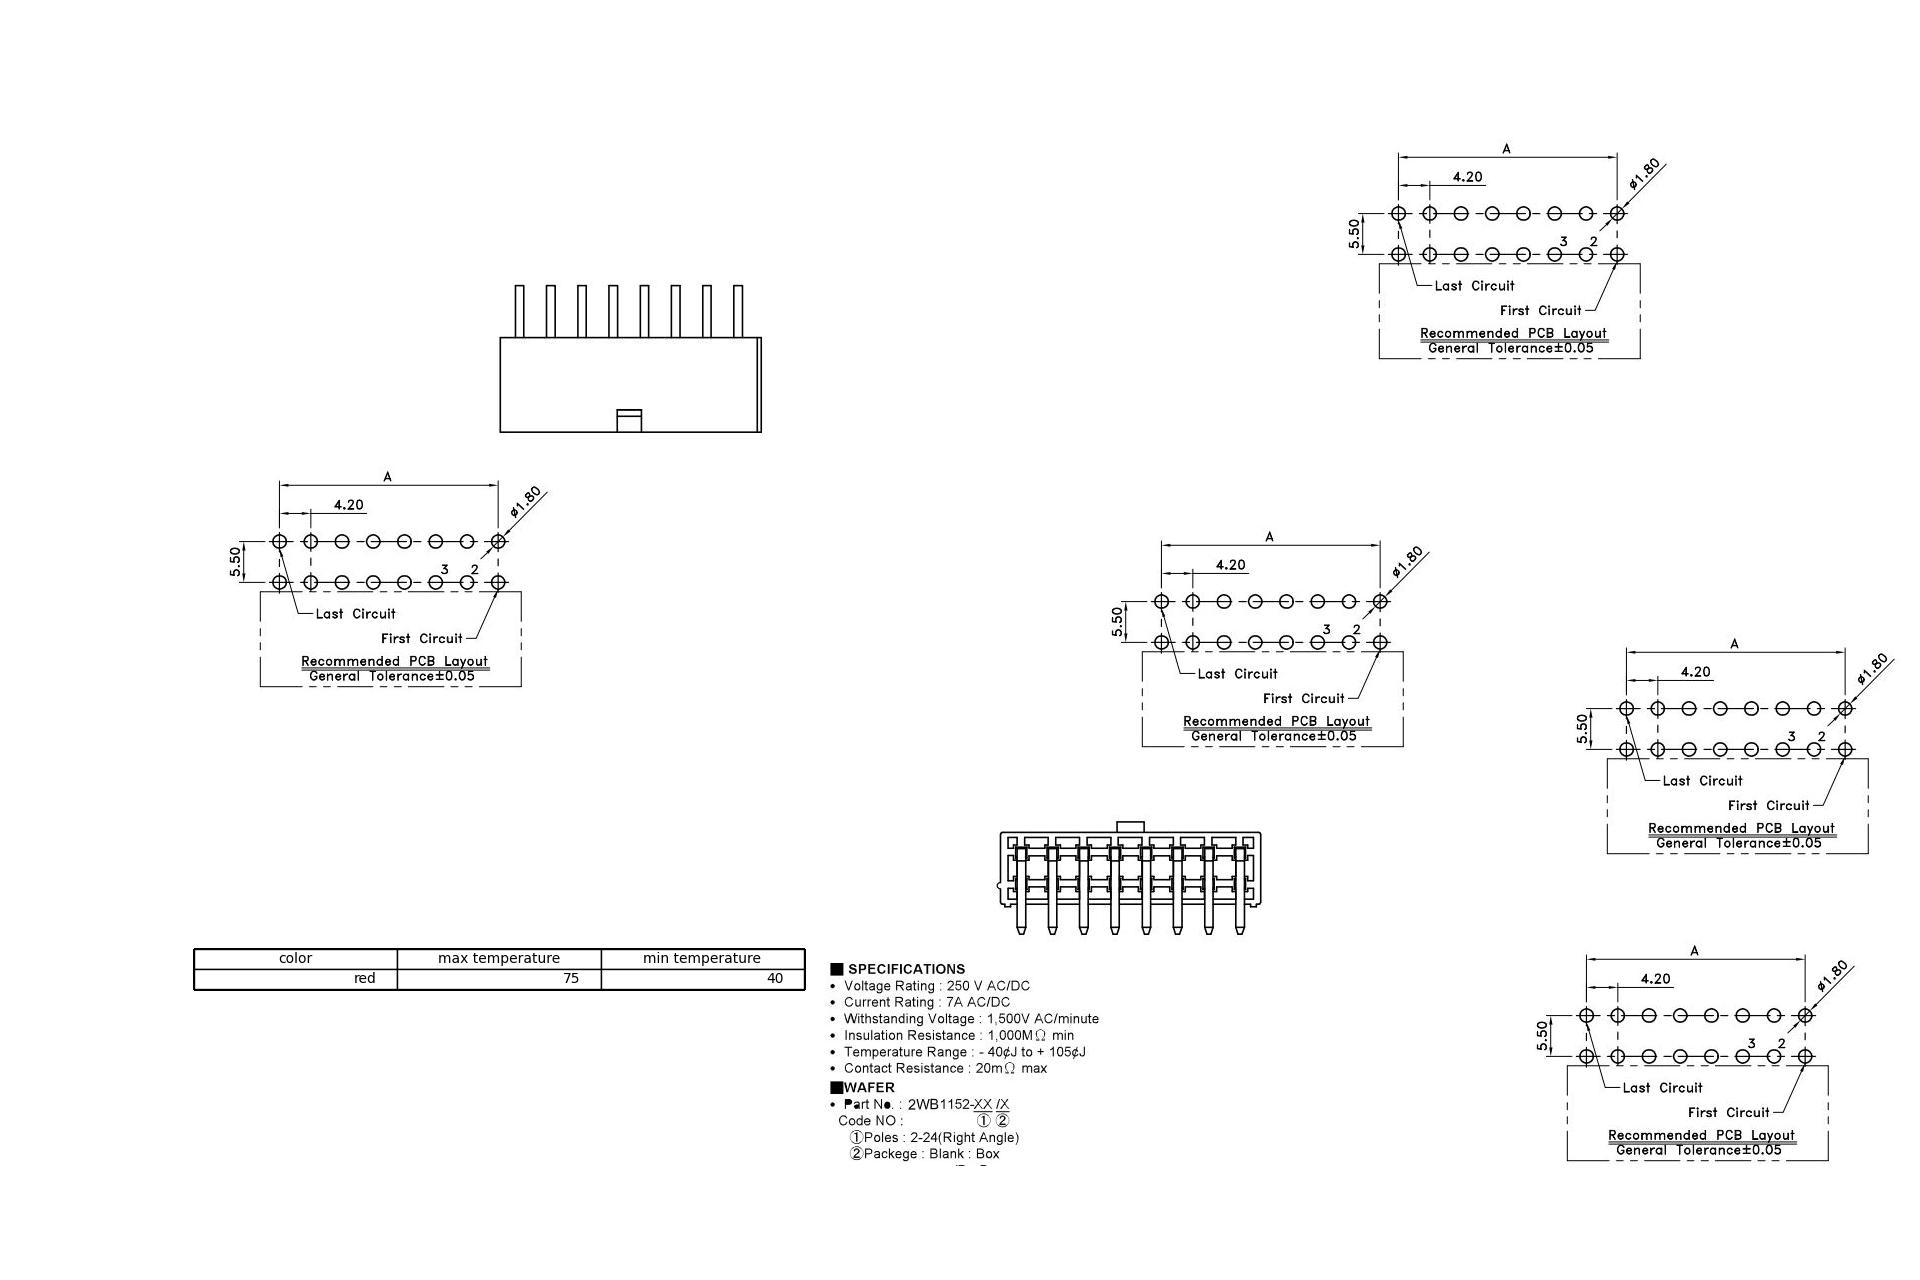 A
4.20
ø1.80
5.50
3 2
Last Circuit
First Circuit
Recommended PCB Layout
General Tolerance±0.05
A
4.20
ø1.80
5.50
3 2
Last Circuit
First Circuit
Recommended PCB Layout
General Tolerance±0.05
A
4.20
ø1.80
5.50
3 2
Last Circuit
First Circuit
Recommended PCB Layout
General Tolerance±0.05
A
4.20
ø1.80
5.50
3 2
Last Circuit
First Circuit
Recommended PCB Layout
General Tolerance±0.05
color max temperature min temperature
red 75 40
■ SPECIFICATIONS
• Voltage Rating : 250 V AC/DC
• Current Rating : 7A AC/DC
• Withstanding Voltage : 1,500V AC/minute
• Insulation Resistance : 1,000MΩ min
• Temperature Range : - 40¢J to + 105¢J
• Contact Resistance : 20mΩ max
■WAFER
• Part No. : 2WB1152-XX /X
Code NO : ① ②
①Poles : 2-24(Right Angle)
②Packege : Blank : Box
A
4.20
ø1.80
5.50
3 2
Last Circuit
First Circuit
Recommended PCB Layout
General Tolerance±0.05